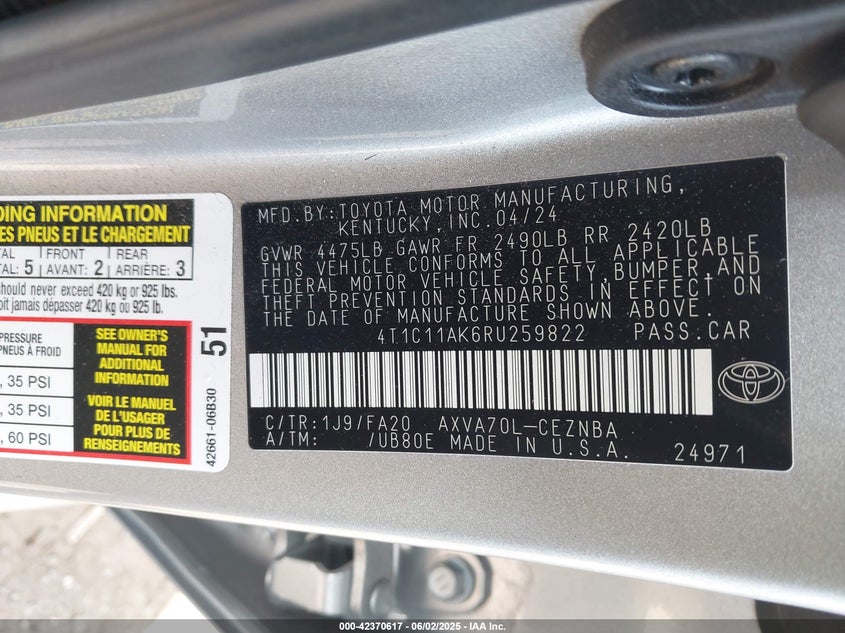 DING INFORMATION
ES PNEUS ET LE CHARGEMENT
TAL
AL: 5
FRONT
AVANT: 2
REAR
ARRIÈRE: 3
should never exceed 420 kg or 925 lbs.
oit jamais dépasser 420 kg ou 925 lb.
PRESSURE
PNEUS À FROID
, 35 PSI
, 35 PSI
, 60 PSI
SEE OWNER'S
MANUAL FOR
ADDITIONAL
INFORMATION
VOIR LE MANUEL
DE L'USAGER
POUR PLUS DE
RENSEIGNEMENTS
51
42661-06B30
MFD.BY:TOYOTA MOTOR MANUFACTURING,
KENTUCKY,INC.04/24
GVWR 4475LB GAWR FR 2490LB RR 2420LB
THIS VEHICLE CONFORMS TO ALL APPLICABLE
FEDERAL MOTOR VEHICLE SAFETY,BUMPER,AND
THEFT PREVENTION STANDARDS IN EFFECT ON
THE DATE OF MANUFACTURE SHOWN ABOVE.
4T1C11AK6RU259822 PASS.CAR
C/TR:1J9/FA20 AXVA70L-CEZNBA
A/TM: /UB80E MADE IN U.S.A. 24971
000-42370617 - 06/02/2025 - IAA Inc.